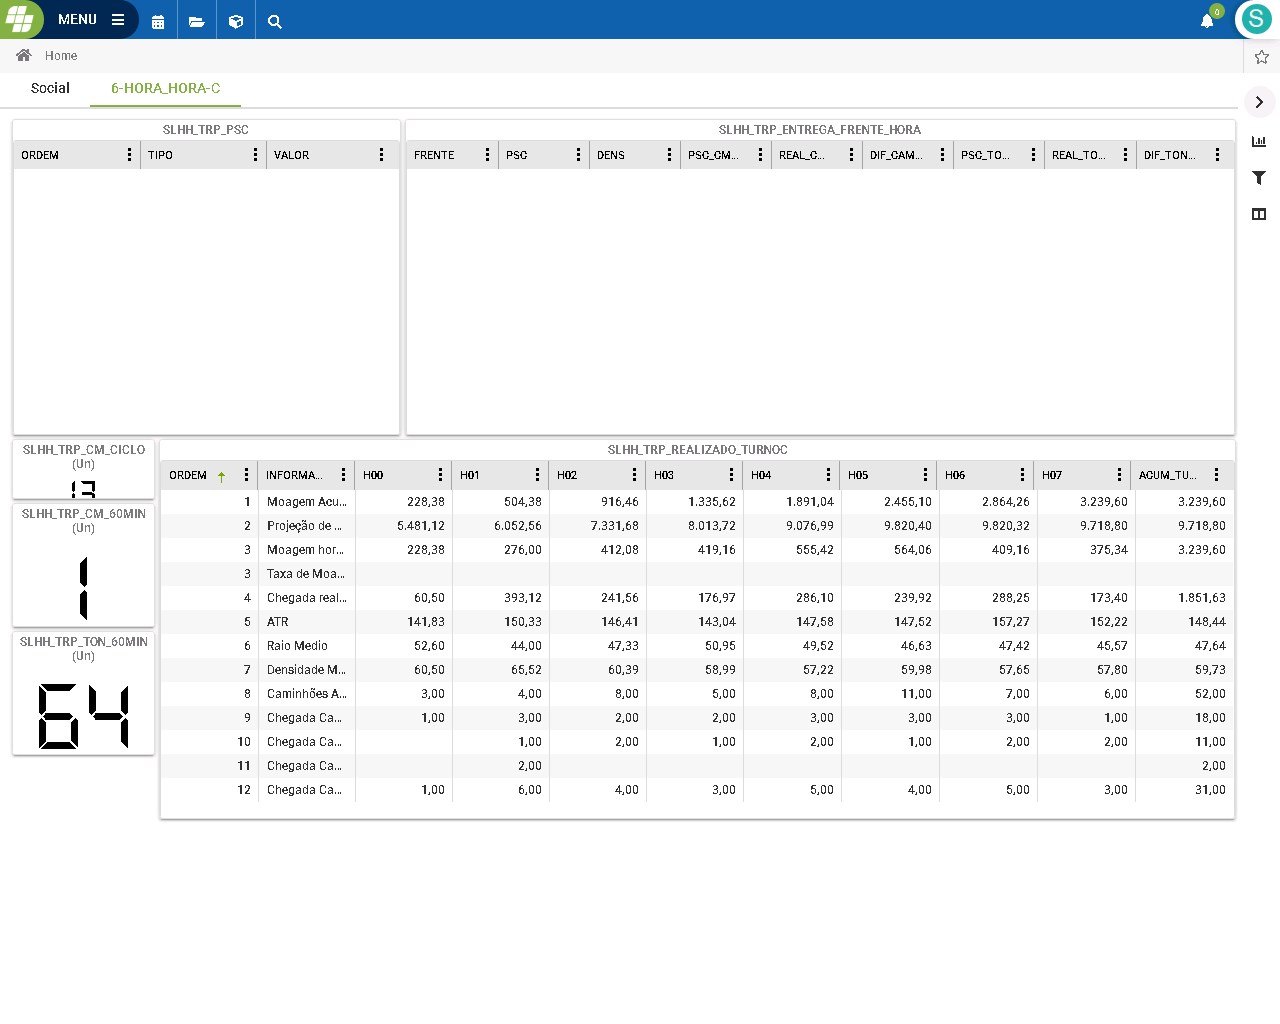 MENU
0
S
Home
Social
6-HORA_HORA-C
SLHH_TRP_PSC
ORDEM TIPO VALOR
SLHH_TRP_ENTREGA_FRENTE_HORA
FRENTE PSC DENS PSC_CM... REAL_C... DIF_CAM... PSC_TO... REAL_TO... DIF_TON...
SLHH_TRP_CM_CICLO
(Un)
SLHH_TRP_CM_60MIN
(Un)
1
SLHH_TRP_TON_60MIN
(Un)
64
SLHH_TRP_REALIZADO_TURNOC
ORDEM INFORMA... H00 H01 H02 H03 H04 H05 H06 H07 ACUM_TU...
1 Moagem Acu... 228,38 504,38 916,46 1.335,62 1.891,04 2.455,10 2.864,26 3.239,60 3.239,60
2 Projeção de ... 5.481,12 6.052,56 7.331,68 8.013,72 9.076,99 9.820,40 9.820,32 9.718,80 9.718,80
3 Moagem hor... 228,38 276,00 412,08 419,16 555,42 564,06 409,16 375,34 3.239,60
3 Taxa de Moa...
4 Chegada real... 60,50 393,12 241,56 176,97 286,10 239,92 288,25 173,40 1.851,63
5 ATR 141,83 150,33 146,41 143,04 147,58 147,52 157,27 152,22 148,44
6 Raio Medio 52,60 44,00 47,33 50,95 49,52 46,63 47,42 45,57 47,64
7 Densidade M... 60,50 65,52 60,39 58,99 57,22 59,98 57,65 57,80 59,73
8 Caminhões A... 3,00 4,00 8,00 5,00 8,00 11,00 7,00 6,00 52,00
9 Chegada Ca... 1,00 3,00 2,00 2,00 3,00 3,00 3,00 1,00 18,00
10 Chegada Ca... 1,00 2,00 1,00 2,00 1,00 2,00 2,00 11,00
11 Chegada Ca... 2,00 2,00
12 Chegada Ca... 1,00 6,00 4,00 3,00 5,00 4,00 5,00 3,00 31,00